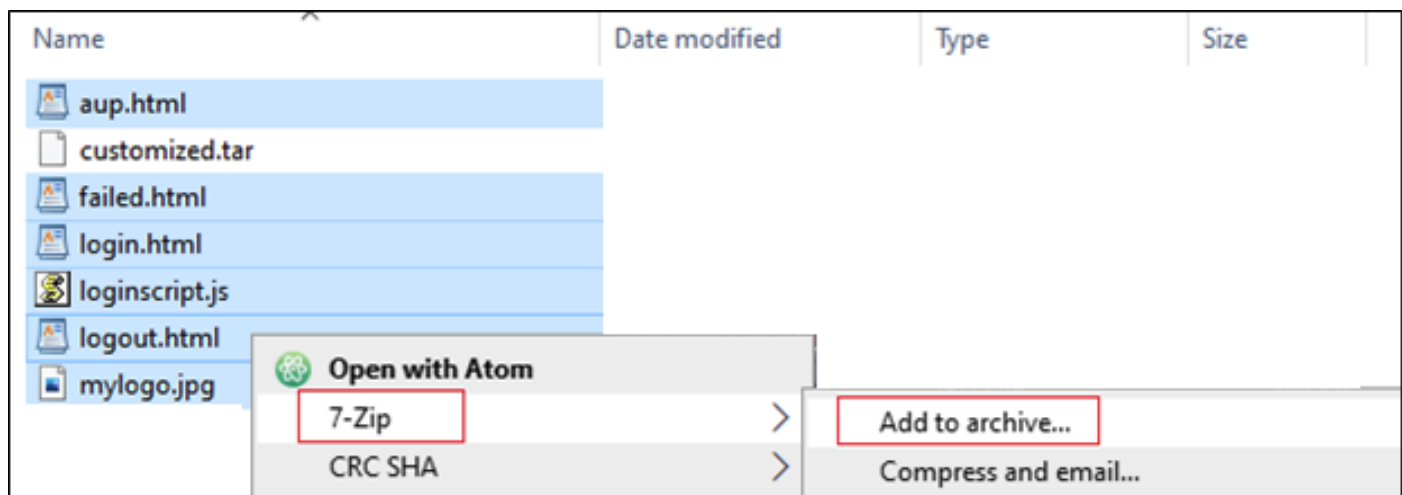 Name Date modified Type Size
aup.html
customized.tar
failed.html
login.html
loginscript.js
logout.html
Open with Atom
mylogo.jpg
7-Zip Add to archive...
CRC SHA Compress and email...